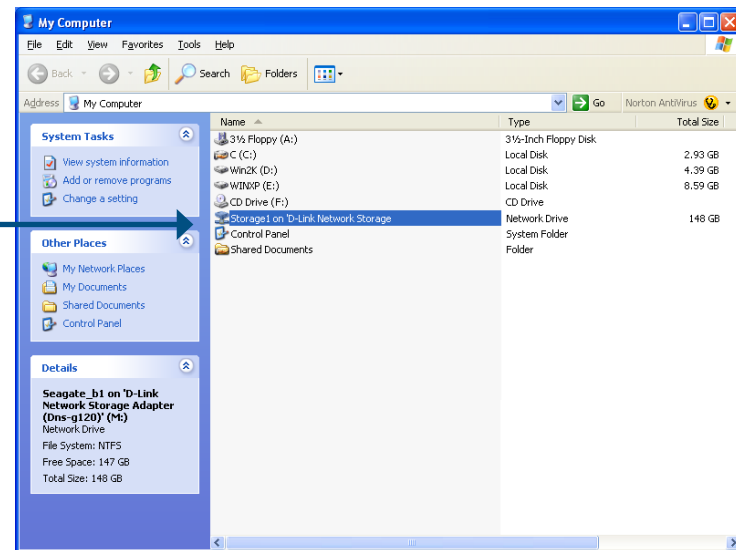 My Computer
File Edit View Favorites Tools Help
Back Search Folders
Address My Computer Go Norton AntiVirus
System Tasks
View system information
Add or remove programs
Change a setting
Other Places
My Network Places
My Documents
Shared Documents
Control Panel
Details
Seagate_b1 on 'D-Link
Network Storage Adapter
(Dns-g120)' (M:)
Network Drive
File System: NTFS
Free Space: 147 GB
Total Size: 148 GB
Name Type Total Size
3½ Floppy (A:) 3½-Inch Floppy Disk
C (C:) Local Disk 2.93 GB
Win2K (D:) Local Disk 4.39 GB
WINXP (E:) Local Disk 8.59 GB
CD Drive (F:) CD Drive
Storage1 on 'D-Link Network Storage Network Drive 148 GB
Control Panel System Folder
Shared Documents Folder